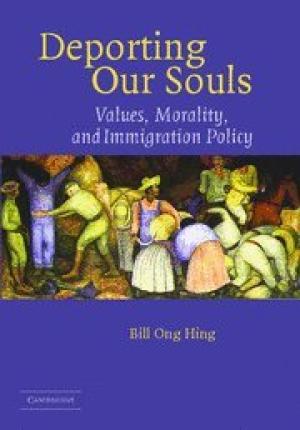 Deporting
Our Souls
Values, Morality,
and Immigration Policy
Bill Ong Hing
CAMBRIDGE